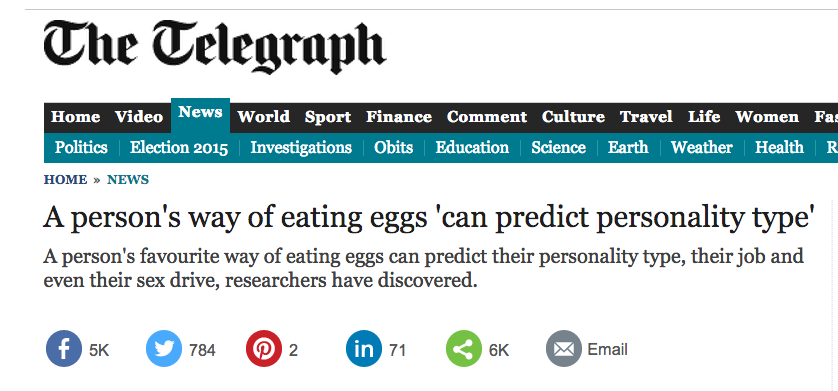 The Telegraph
Home Video News World Sport Finance Comment Culture Travel Life Women
Politics Election 2015 Investigations Obits Education Science Earth Weather Health
HOME » NEWS
A person's way of eating eggs 'can predict personality type'
A person's favourite way of eating eggs can predict their personality type, their job and
even their sex drive, researchers have discovered.
5K 784 2 71 6K Email